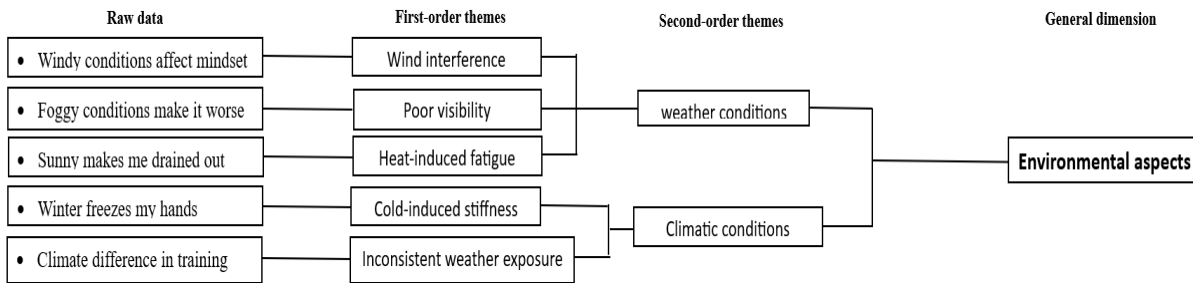 Raw data
First-order themes
Second-order themes
General dimension
• Windy conditions affect mindset
Wind interference
• Foggy conditions make it worse
Poor visibility
weather conditions
• Sunny makes me drained out
Heat-induced fatigue
Environmental aspects
• Winter freezes my hands
Cold-induced stiffness
Climatic conditions
• Climate difference in training
Inconsistent weather exposure